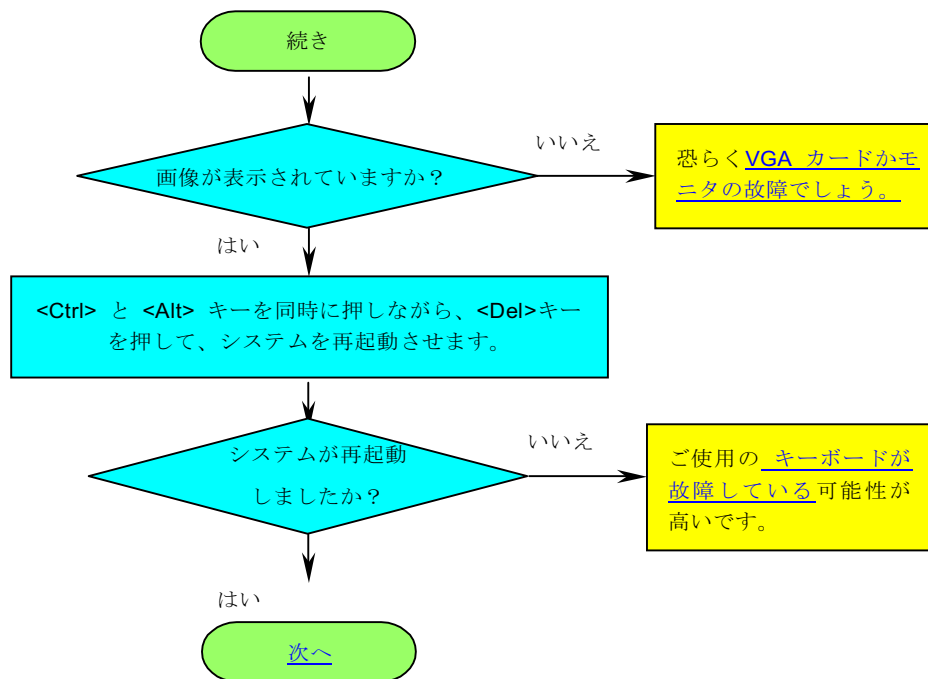 続き
画像が表示されていますか？
いいえ
恐らくVGA カードかモ
ニタの故障でしょう。
はい
<Ctrl> と <Alt> キーを同時に押しながら、<Del>キー
を押して、システムを再起動させます。
システムが再起動
しましたか？
いいえ
ご使用の キーボードが
故障している可能性が
高いです。
はい
次へ